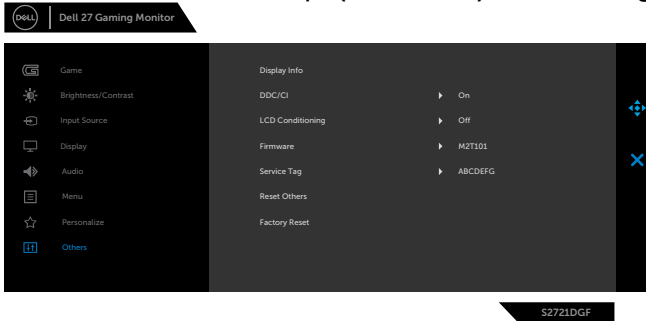 DELL
Dell 27 Gaming Monitor
Game
Brightness/Contrast
Input Source
Display
Audio
Menu
Personalize
Others
Display Info
DDC/CI On
LCD Conditioning Off
Firmware M2T101
Service Tag ABCDEFG
Reset Others
Factory Reset
S2721DGF